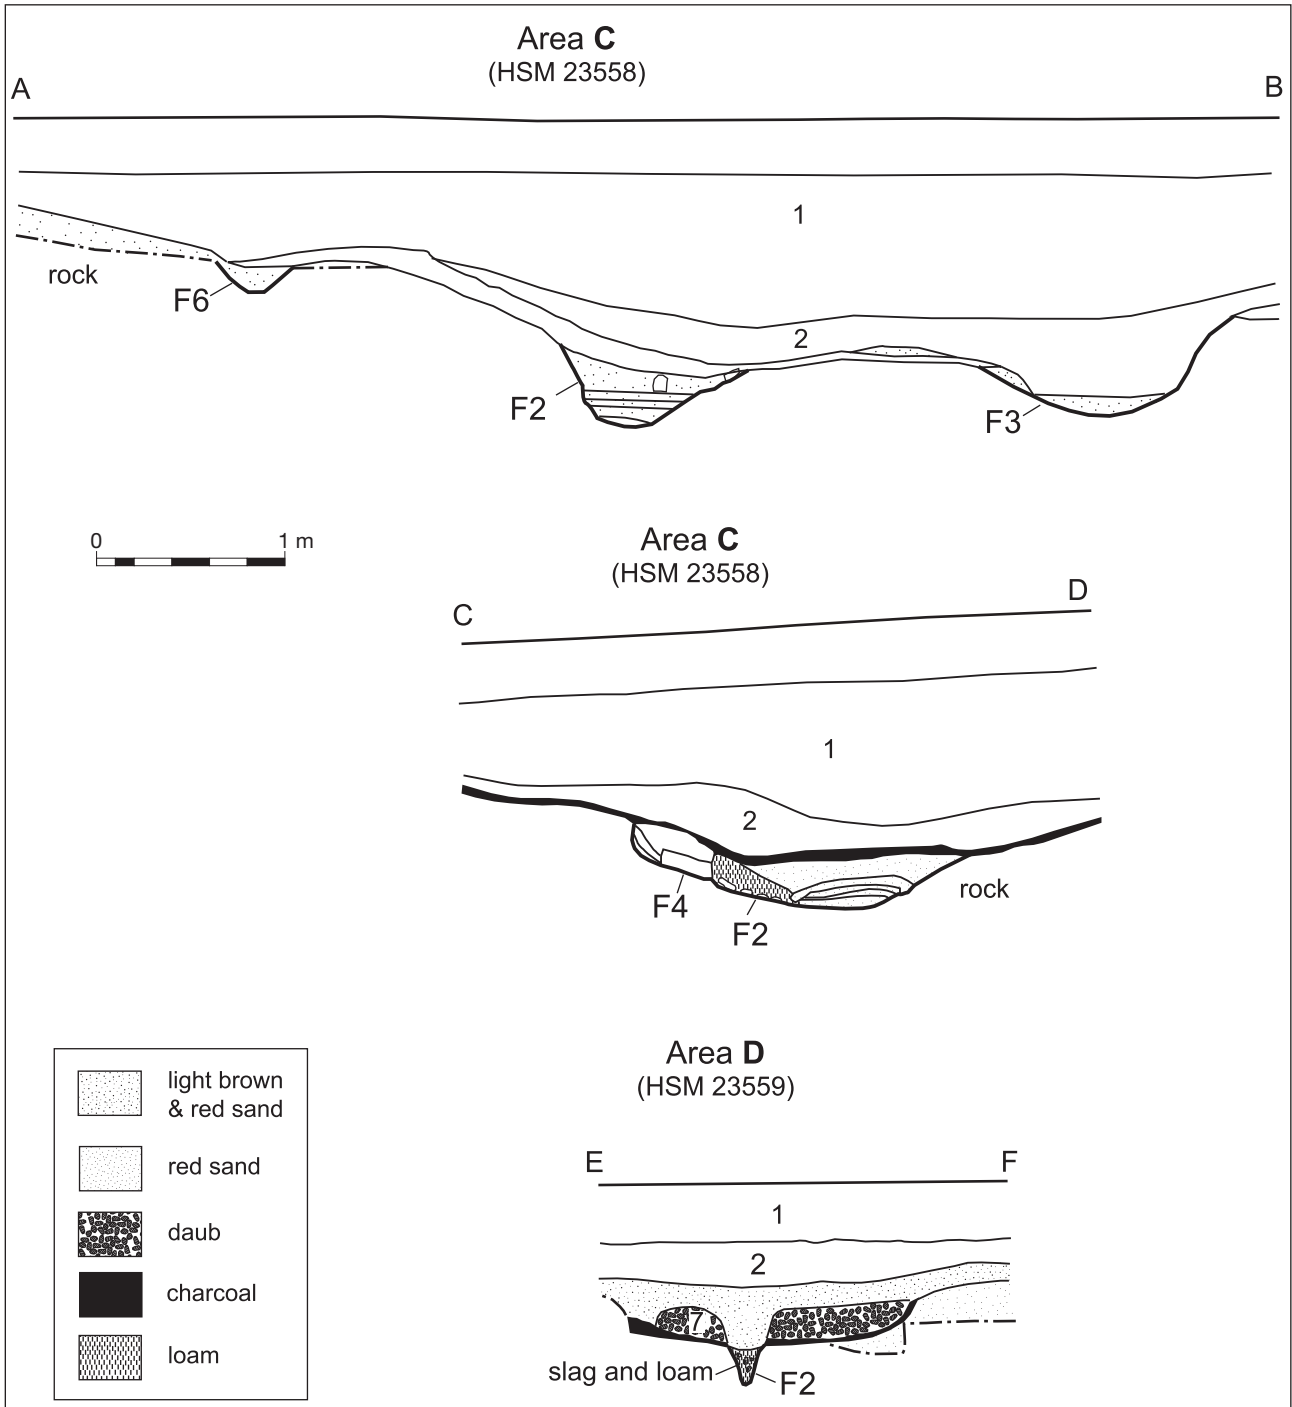 Area C
(HSM 23558)
A
B
1
rock
F6
2
F2
F3
0 1 m
Area C
(HSM 23558)
C
D
1
2
F4
F2
rock
Area D
(HSM 23559)
E
F
1
2
7
slag and loam
F2
light brown
& red sand
red sand
daub
charcoal
loam